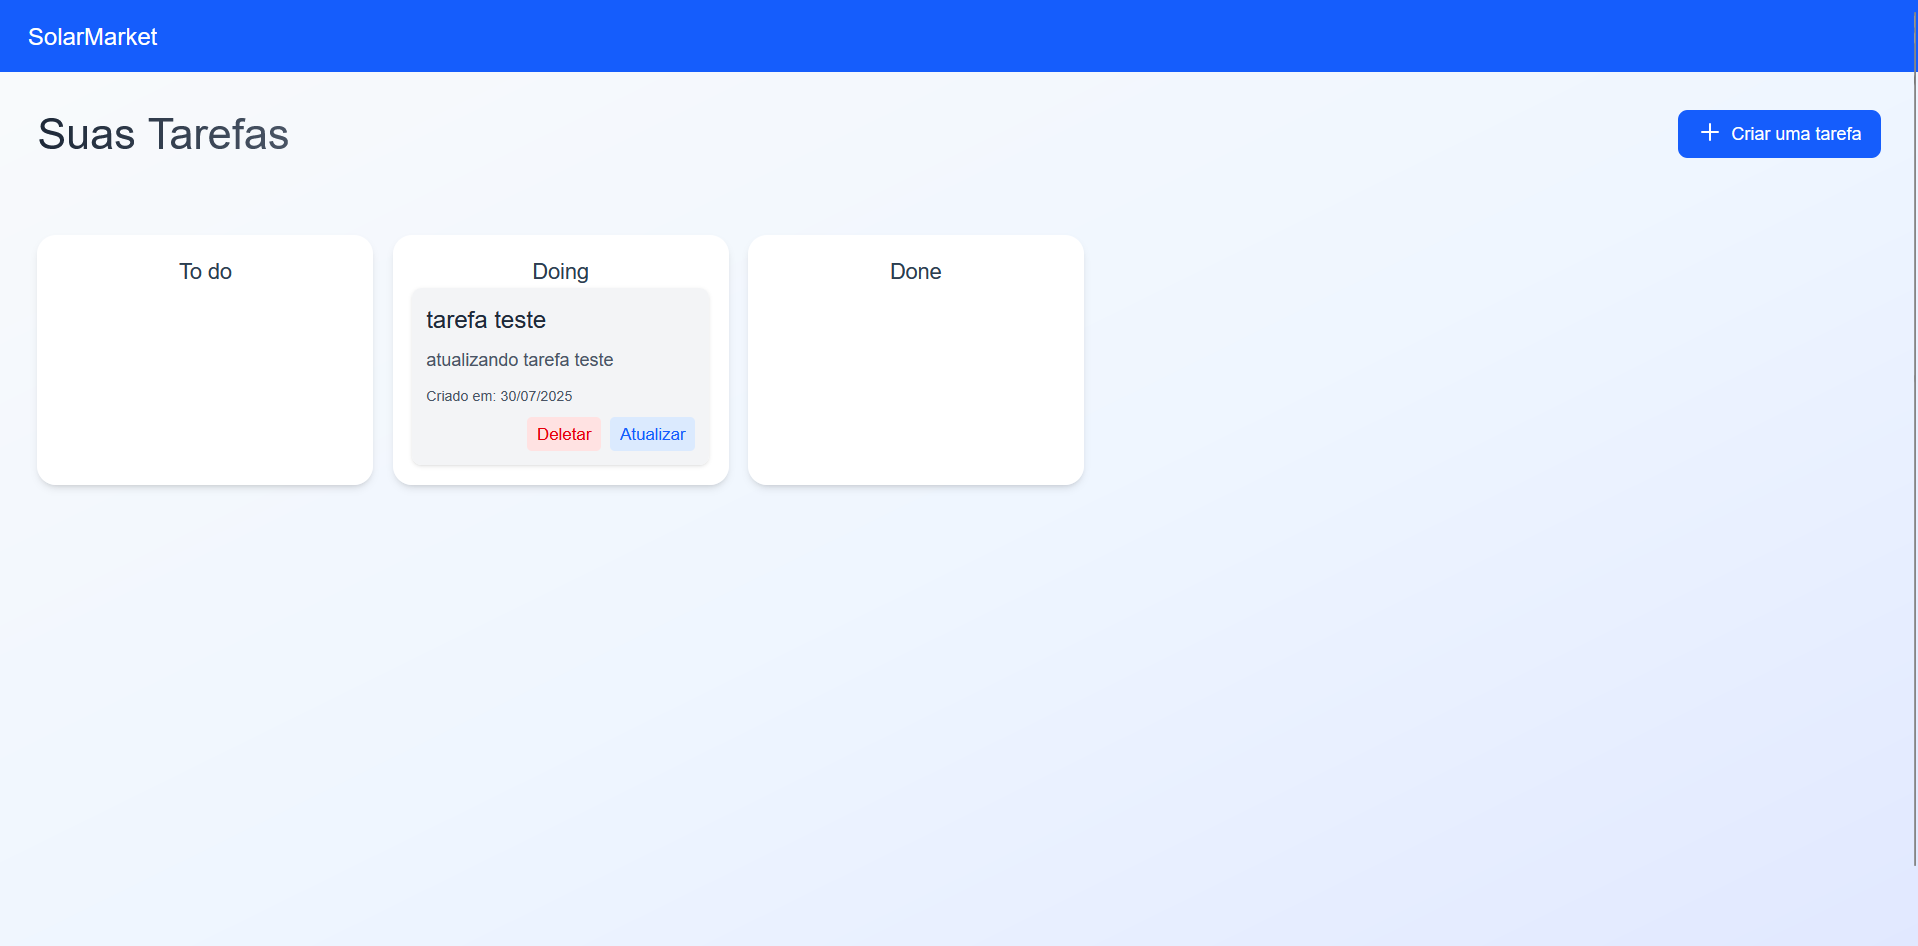 SolarMarket
Suas Tarefas
Criar uma tarefa
To do
Doing
tarefa teste
atualizando tarefa teste
Criado em: 30/07/2025
Deletar
Atualizar
Done